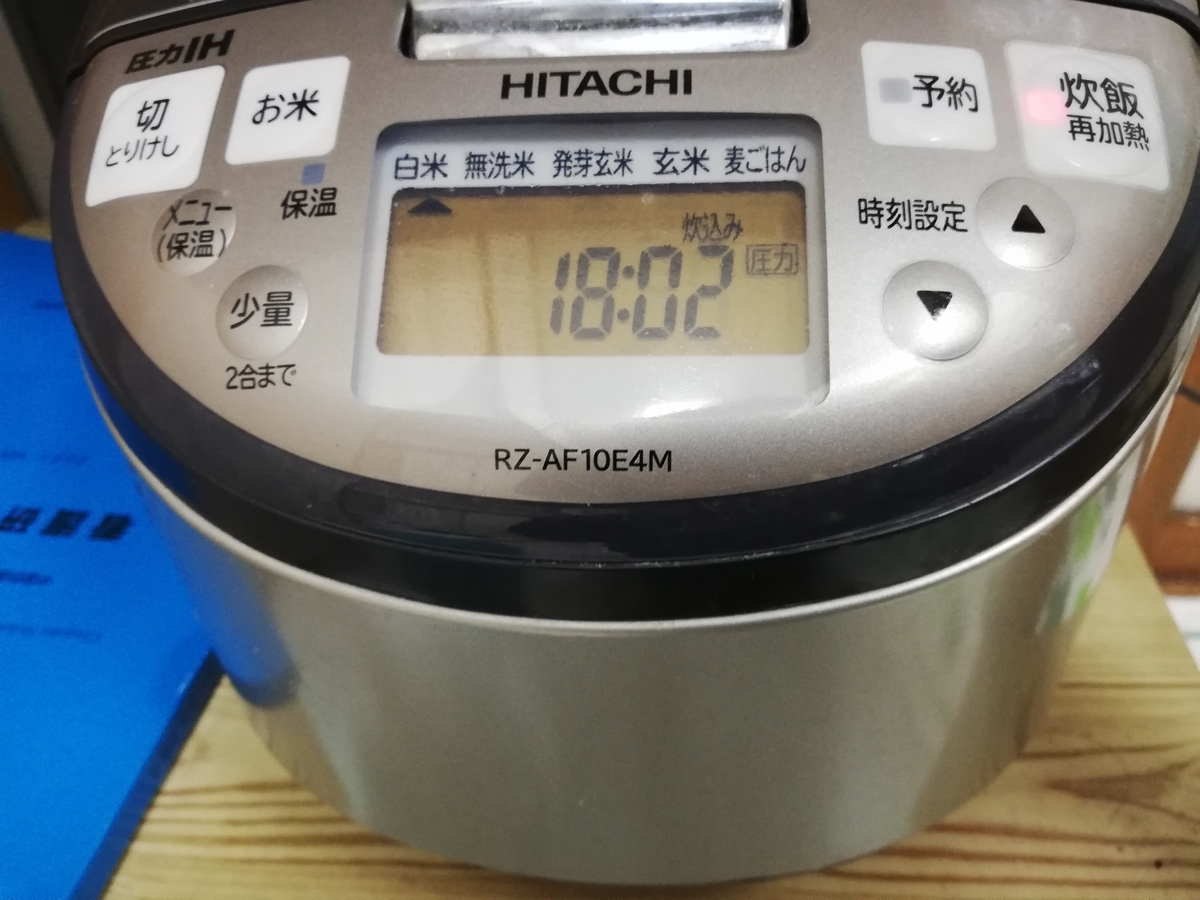 圧力IH
HITACHI
切
とりけし
お米
予約
炊飯
再加熱
白米 無洗米 発芽玄米 玄米 麦ごはん
保温
メニュー
(保温)
炊込み
18:02
圧力
時刻設定
少量
2合まで
RZ-AF10E4M